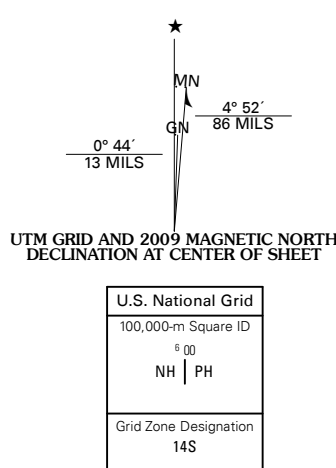 ★
MN
4° 52´
86 MILS
GN
0° 44´
13 MILS
UTM GRID AND 2009 MAGNETIC NORTH
DECLINATION AT CENTER OF SHEET
U.S. National Grid
100,000-m Square ID
6 00
NH | PH
Grid Zone Designation
14S